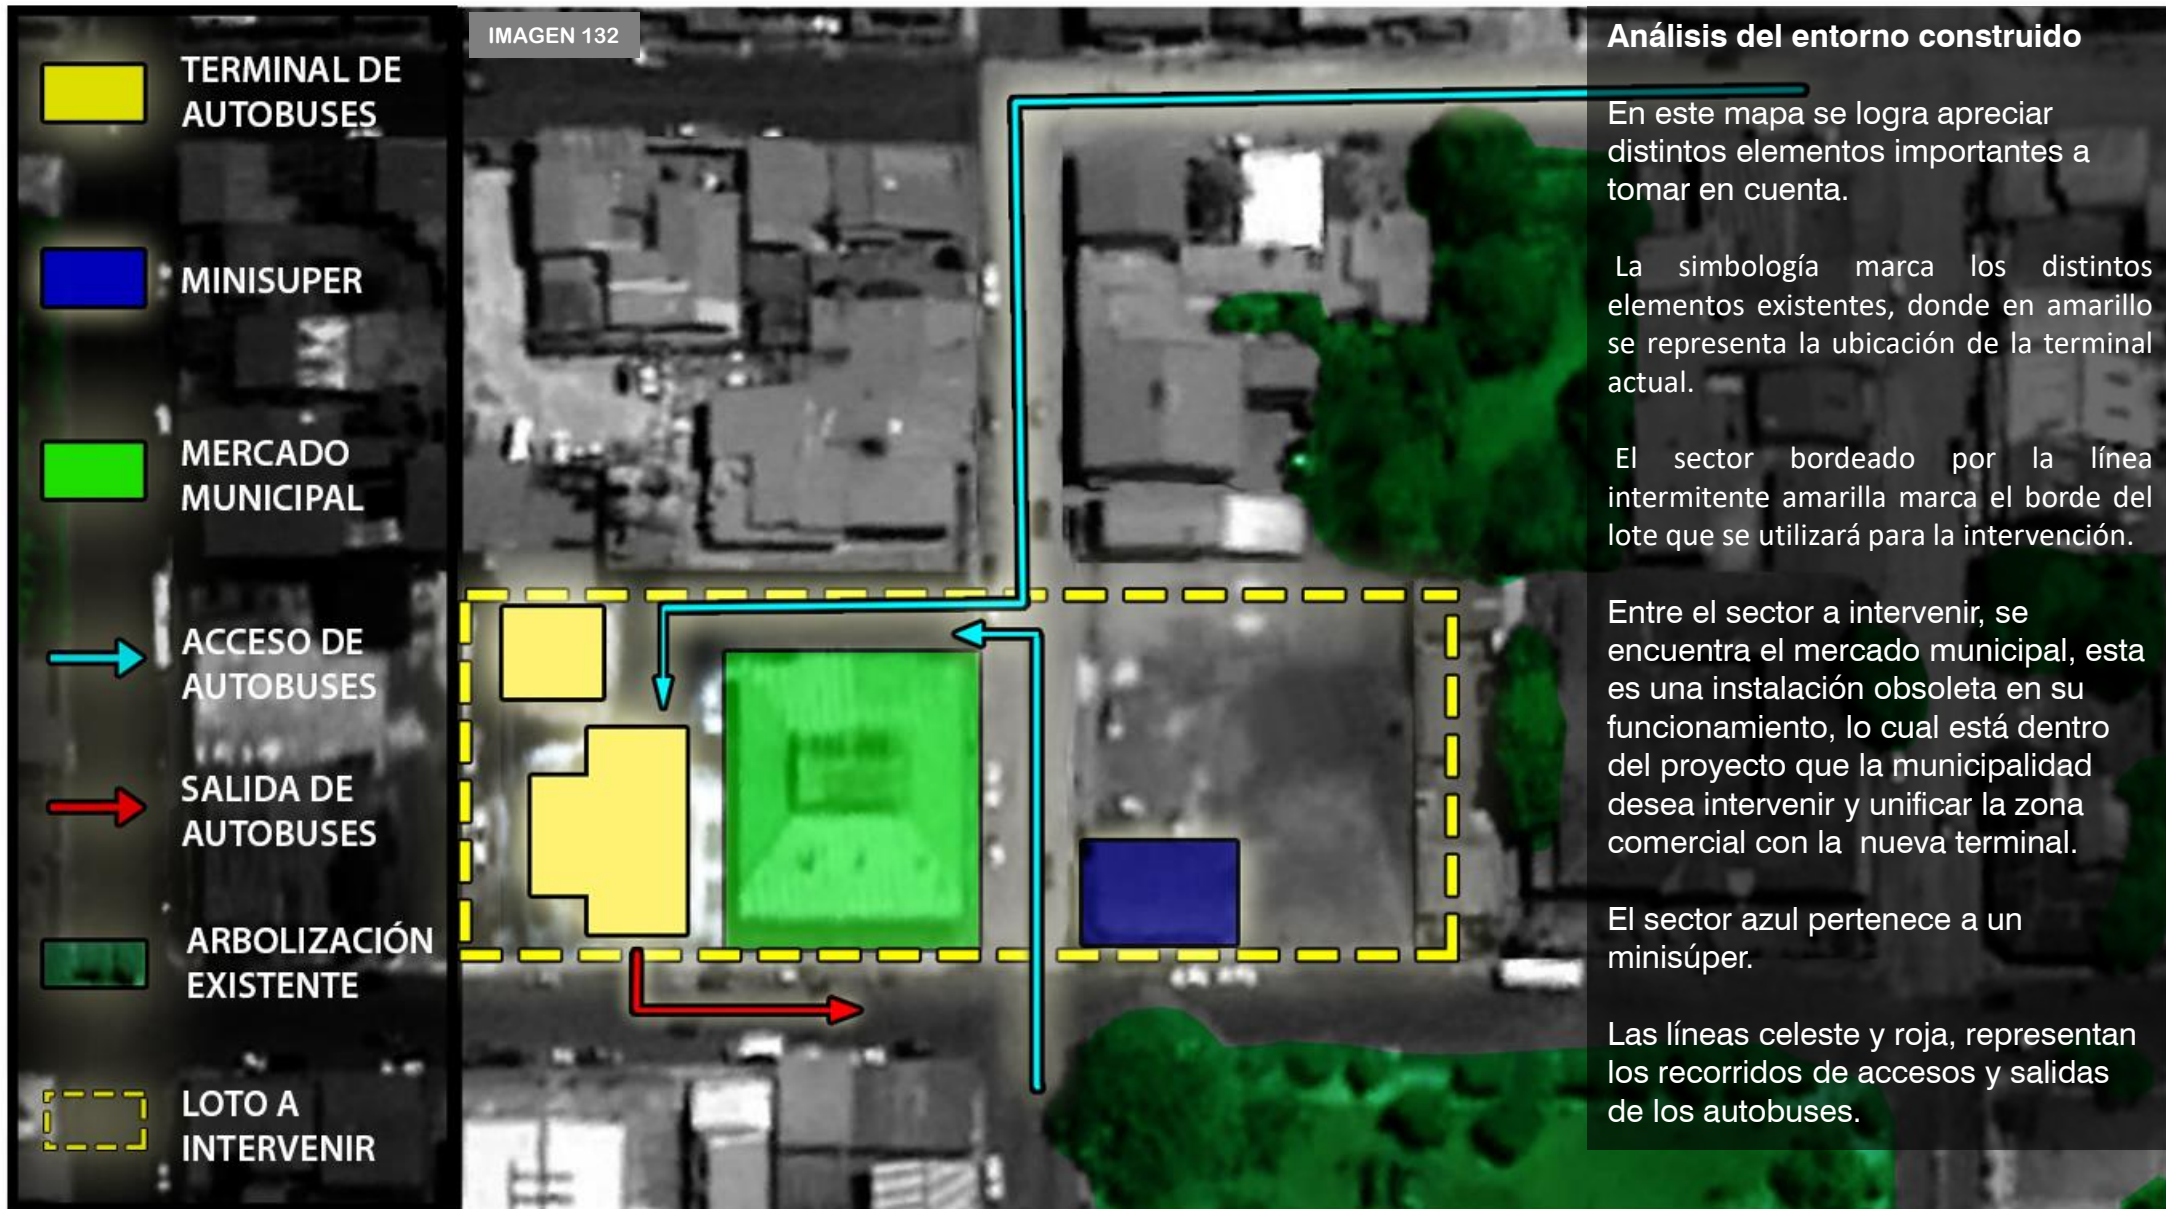 TERMINAL DE
AUTOBUSES
MINISUPER
MERCADO
MUNICIPAL
ACCESO DE
AUTOBUSES
SALIDA DE
AUTOBUSES
ARBOLIZACIÓN
EXISTENTE
LOTO A
INTERVENIR
IMAGEN 132
Análisis del entorno construido
En este mapa se logra apreciar
distintos elementos importantes a
tomar en cuenta.
La simbología marca los distintos
elementos existentes, donde en amarillo
se representa la ubicación de la terminal
actual.
El sector bordeado por la línea
intermitente amarilla marca el borde del
lote que se utilizará para la intervención.
Entre el sector a intervenir, se
encuentra el mercado municipal, esta
es una instalación obsoleta en su
funcionamiento, lo cual está dentro
del proyecto que la municipalidad
desea intervenir y unificar la zona
comercial con la nueva terminal.
El sector azul pertenece a un
minisúper.
Las líneas celeste y roja, representan
los recorridos de accesos y salidas
de los autobuses.